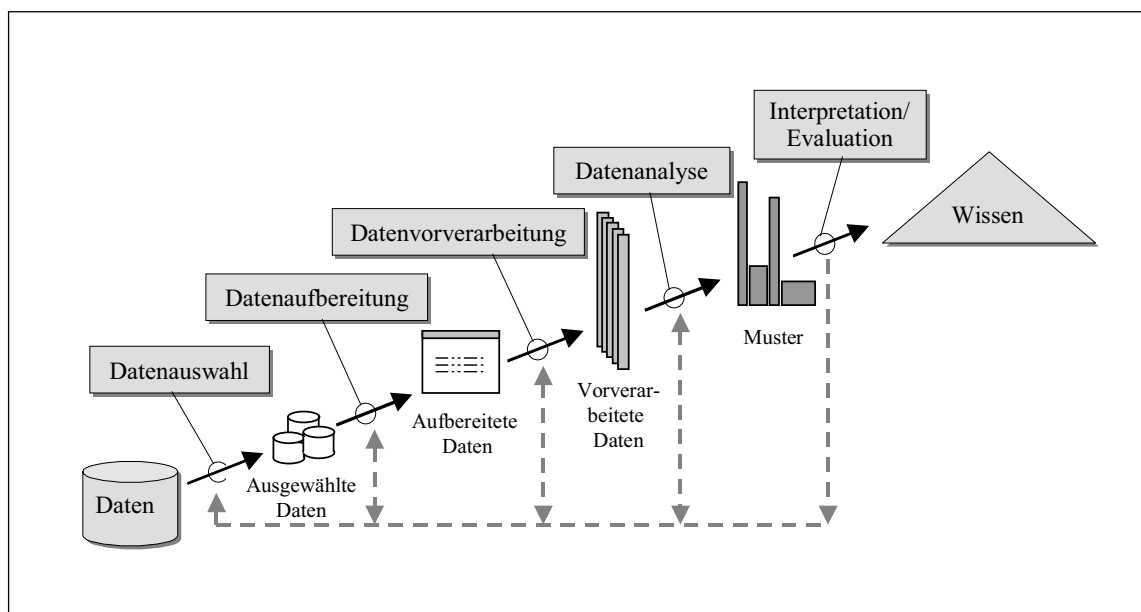 Interpretation/
Evaluation
Datenanalyse
Wissen
Datenvorverarbeitung
Datenaufbereitung
Muster
Datenauswahl
Vorverar-
beitete
Daten
Aufbereitete
Daten
Ausgewählte
Daten
Daten